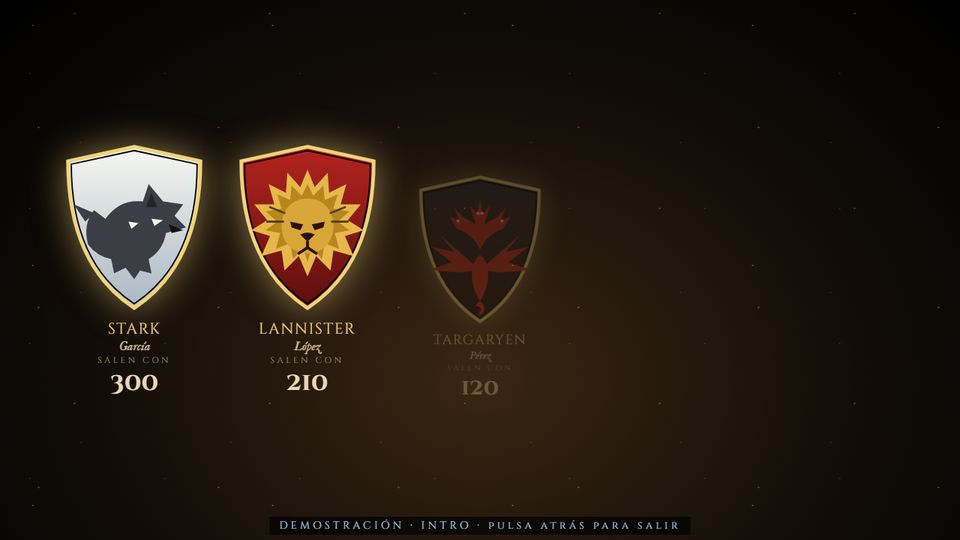 STARK
García
SALEN CON
300
LANNISTER
López
SALEN CON
210
TARGARYEN
Pérez
SALEN CON
120
DEMOSTRACIÓN · INTRO · PULSA ATRÁS PARA SALIR